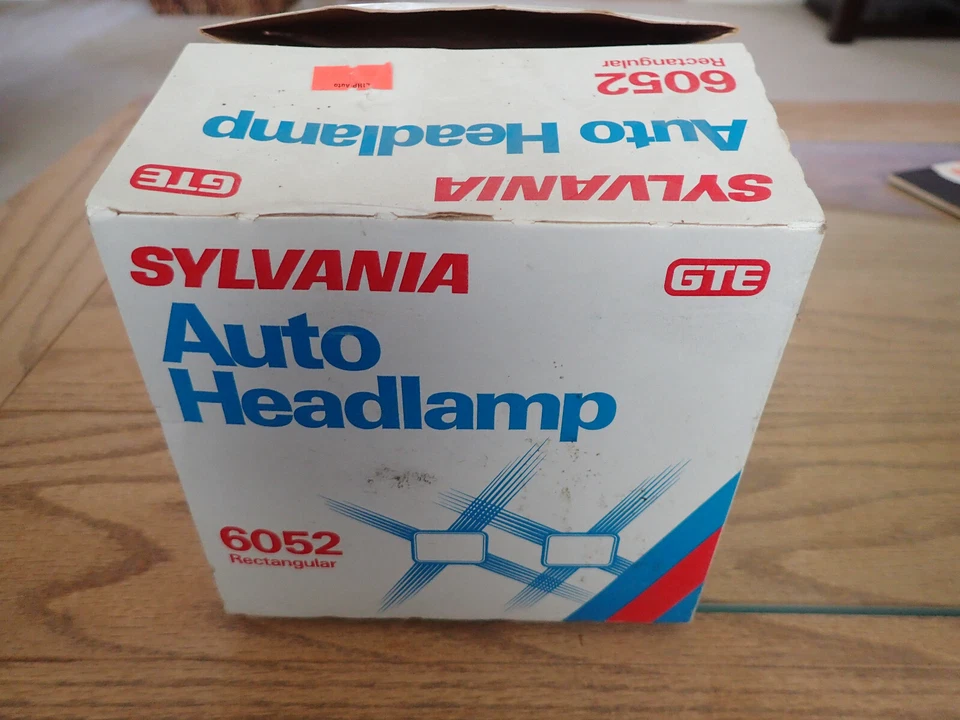 6052
Rectangular
Auto Headlamp
SYLVANIA
GTE
SYLVANIA
GTE
Auto
Headlamp
6052
Rectangular